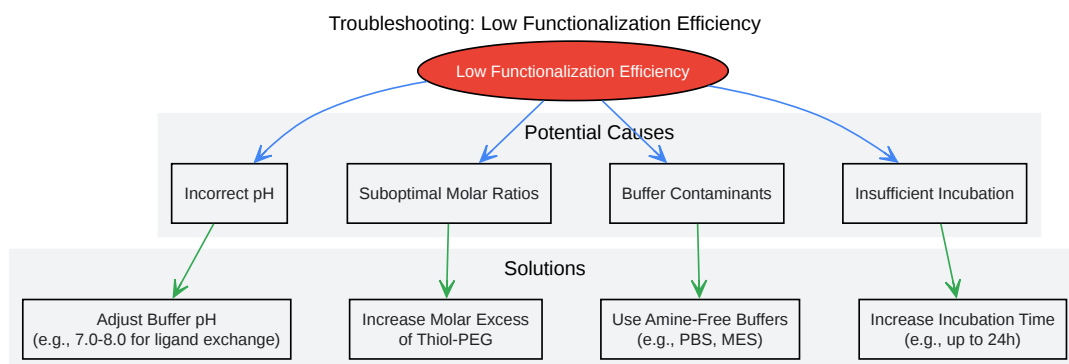 Troubleshooting: Low Functionalization Efficiency
Low Functionalization Efficiency
Potential Causes
Incorrect pH
Suboptimal Molar Ratios
Buffer Contaminants
Insufficient Incubation
Solutions
Adjust Buffer pH
(e.g., 7.0-8.0 for ligand exchange)
Increase Molar Excess
of Thiol-PEG
Use Amine-Free Buffers
(e.g., PBS, MES)
Increase Incubation Time
(e.g., up to 24h)